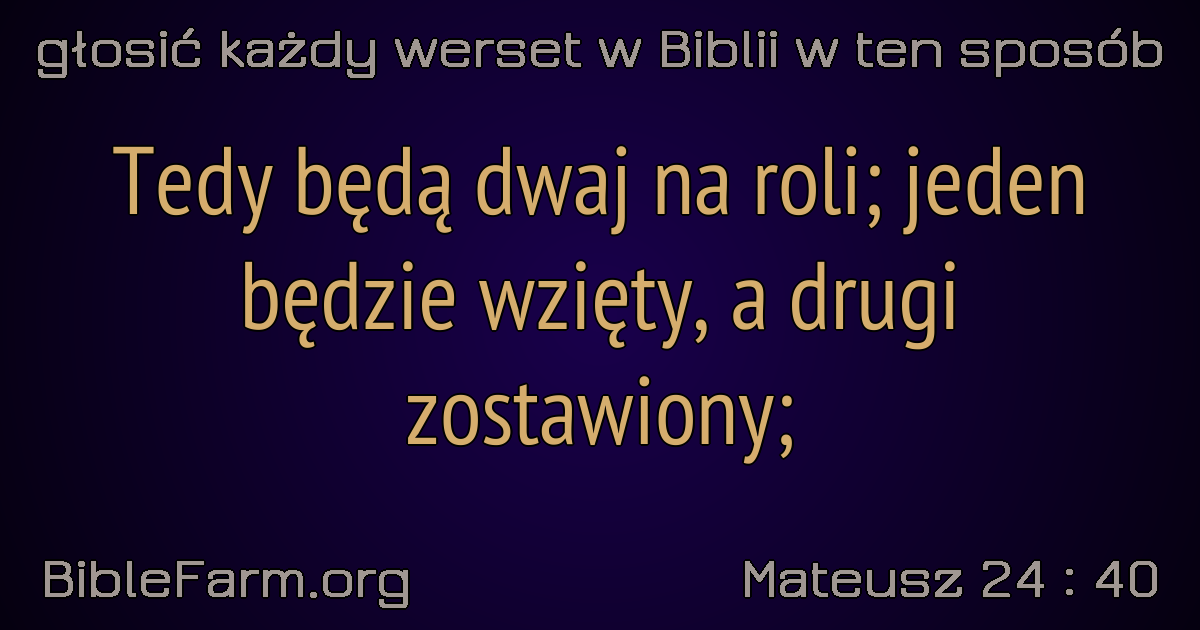 głosić każdy werset w Biblii w ten sposób
Tedy będą dwaj na roli; jeden
będzie wzięty, a drugi
zostawiony;
BibleFarm.org
Mateusz 24 : 40